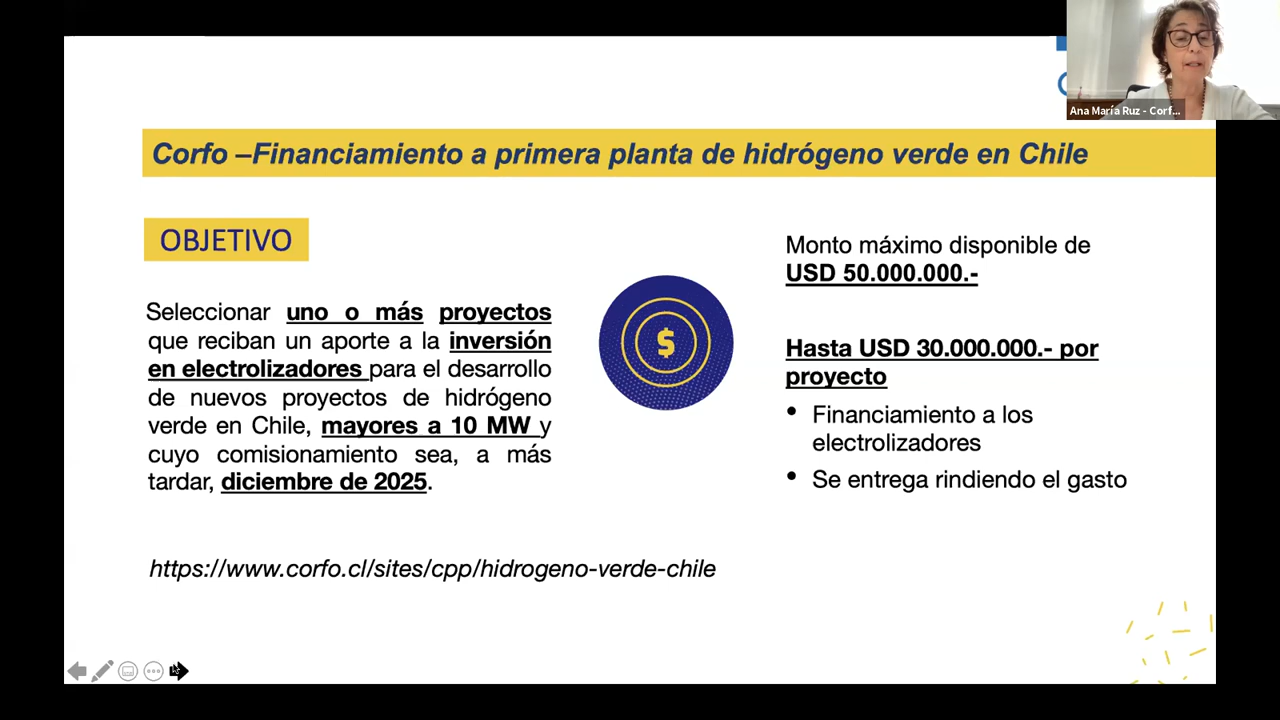 Ana María Ruz - Corf...
Corfo –Financiamiento a primera planta de hidrógeno verde en Chile
OBJETIVO
Seleccionar uno o más proyectos
que reciban un aporte a la inversión
en electrolizadores para el desarrollo
de nuevos proyectos de hidrógeno
verde en Chile, mayores a 10 MW y
cuyo comisionamiento sea, a más
tardar, diciembre de 2025.
$
Monto máximo disponible de
USD 50.000.000.-
Hasta USD 30.000.000.- por
proyecto
• Financiamiento a los
electrolizadores
• Se entrega rindiendo el gasto
https://www.corfo.cl/sites/cpp/hidrogeno-verde-chile